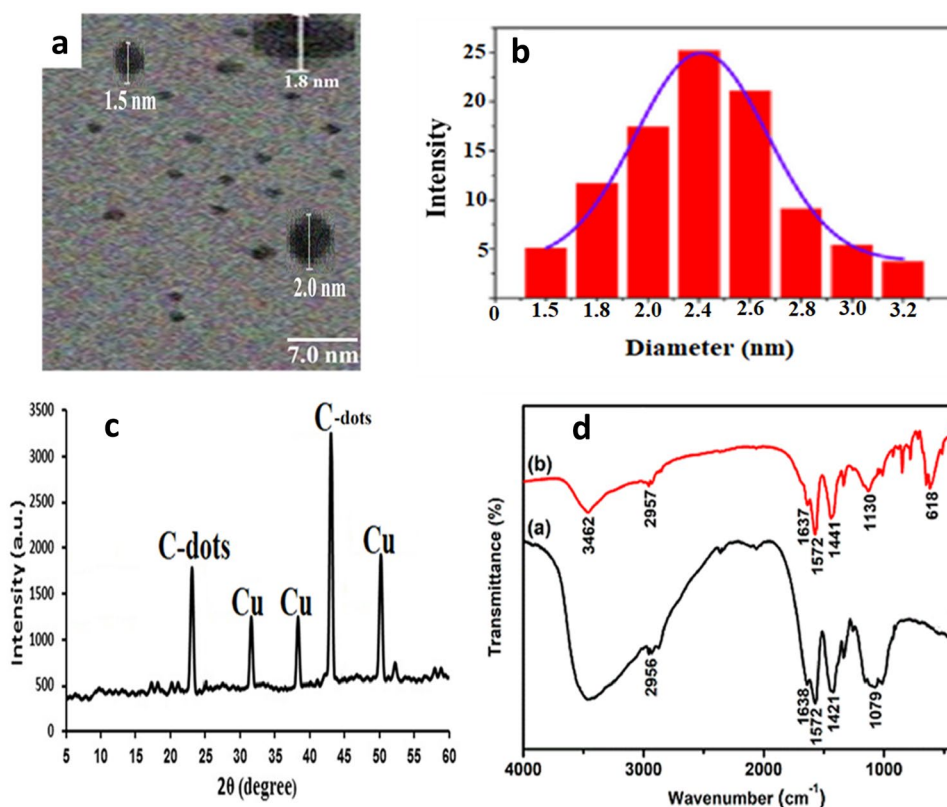 a
1.5 nm
1.8 nm
2.0 nm
7.0 nm
b
Intensity
25
20
15
10
5
0
1.5 1.8 2.0 2.4 2.6 2.8 3.0 3.2
Diameter (nm)
c
Intensity (a.u.)
3500
3000
2500
2000
1500
1000
500
0
C-dots
Cu
Cu
C-dots
Cu
5 10 15 20 25 30 35 40 45 50 55 60
2θ (degree)
d
Transmittance (%)
(b)
3462
2957
1637
1572
1441
1130
618
(a)
2956
1638
1572
1421
1079
4000 3000 2000 1000
Wavenumber (cm⁻¹)